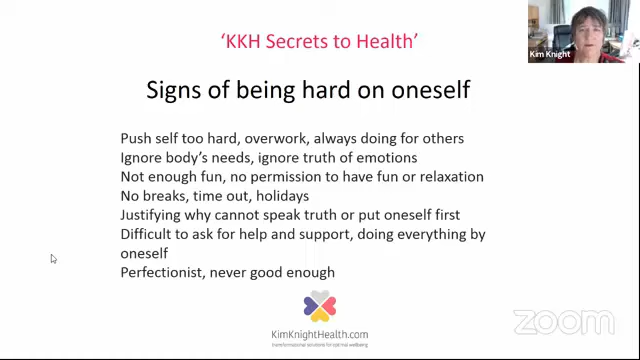 'KKH Secrets to Health'
Kim Knight
Signs of being hard on oneself
Push self too hard, overwork, always doing for others
Ignore body's needs, ignore truth of emotions
Not enough fun, no permission to have fun or relaxation
No breaks, time out, holidays
Justifying why cannot speak truth or put oneself first
Difficult to ask for help and support, doing everything by
oneself
Perfectionist, never good enough
KimKnightHealth.com
transformational solutions for optimal wellbeing
zoom